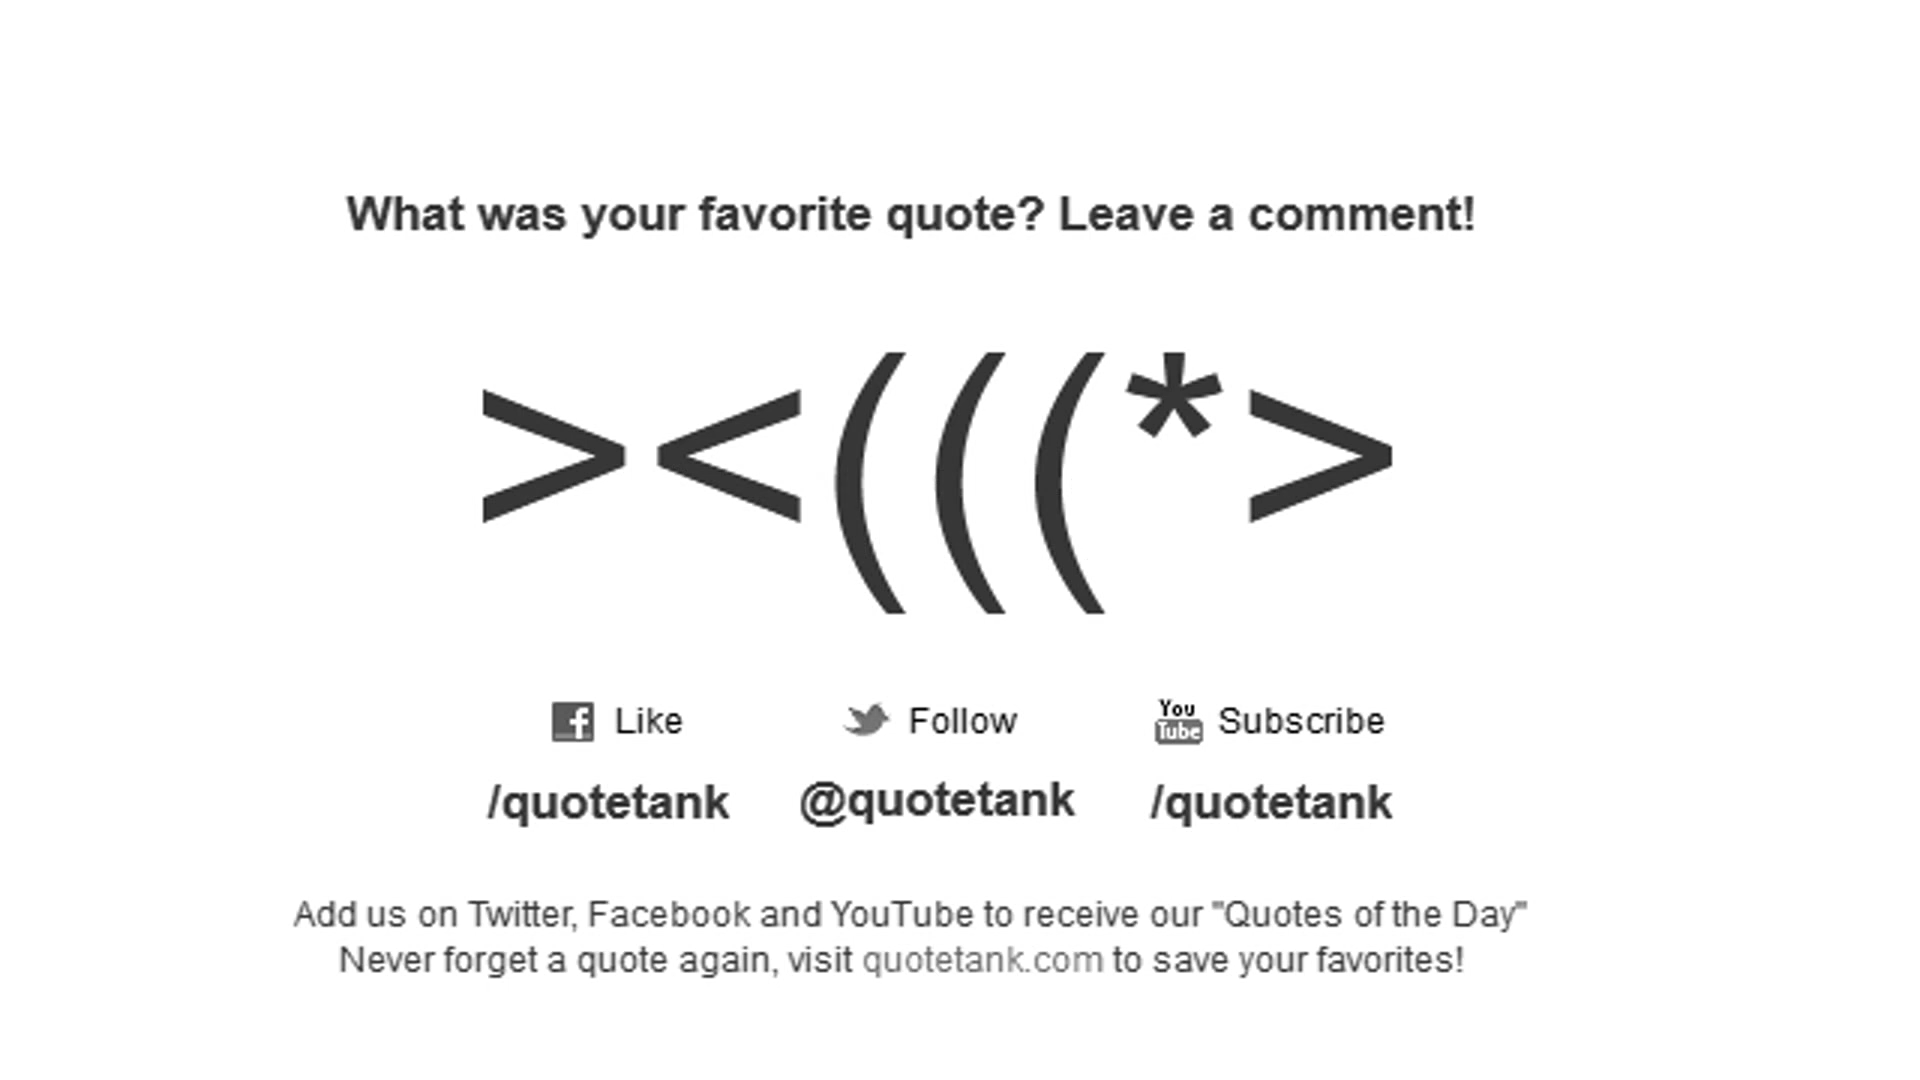 What was your favorite quote? Leave a comment!
><(((*>
f Like Follow You Tube Subscribe
/quotetank @quotetank /quotetank
Add us on Twitter, Facebook and YouTube to receive our "Quotes of the Day"
Never forget a quote again, visit quotetank.com to save your favorites!